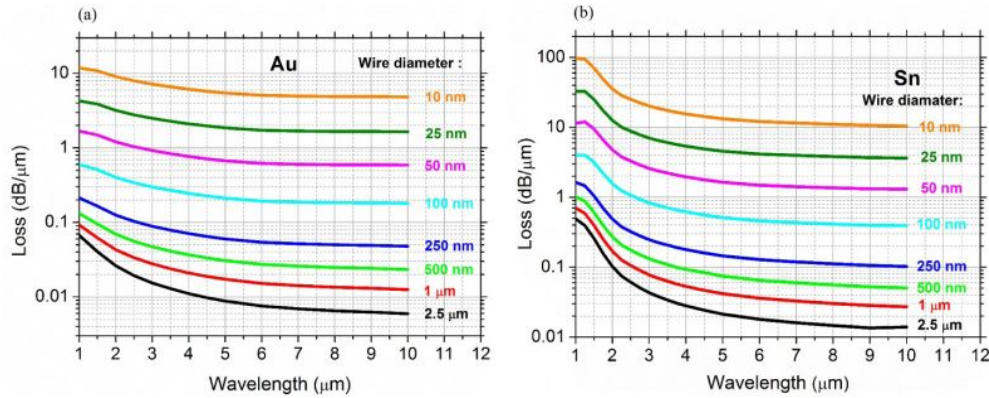 (a)
Au
Wire diameter :
10 nm
25 nm
50 nm
100 nm
250 nm
500 nm
1 μm
2.5 μm
10
1
0.1
0.01
Loss (dB/μm)
1 2 3 4 5 6 7 8 9 10 11 12
Wavelength (μm)
(b)
Sn
Wire diamater:
10 nm
25 nm
50 nm
100 nm
250 nm
500 nm
1 μm
2.5 μm
100
10
1
0.1
0.01
Loss (dB/μm)
1 2 3 4 5 6 7 8 9 10 11 12
Wavelength (μm)